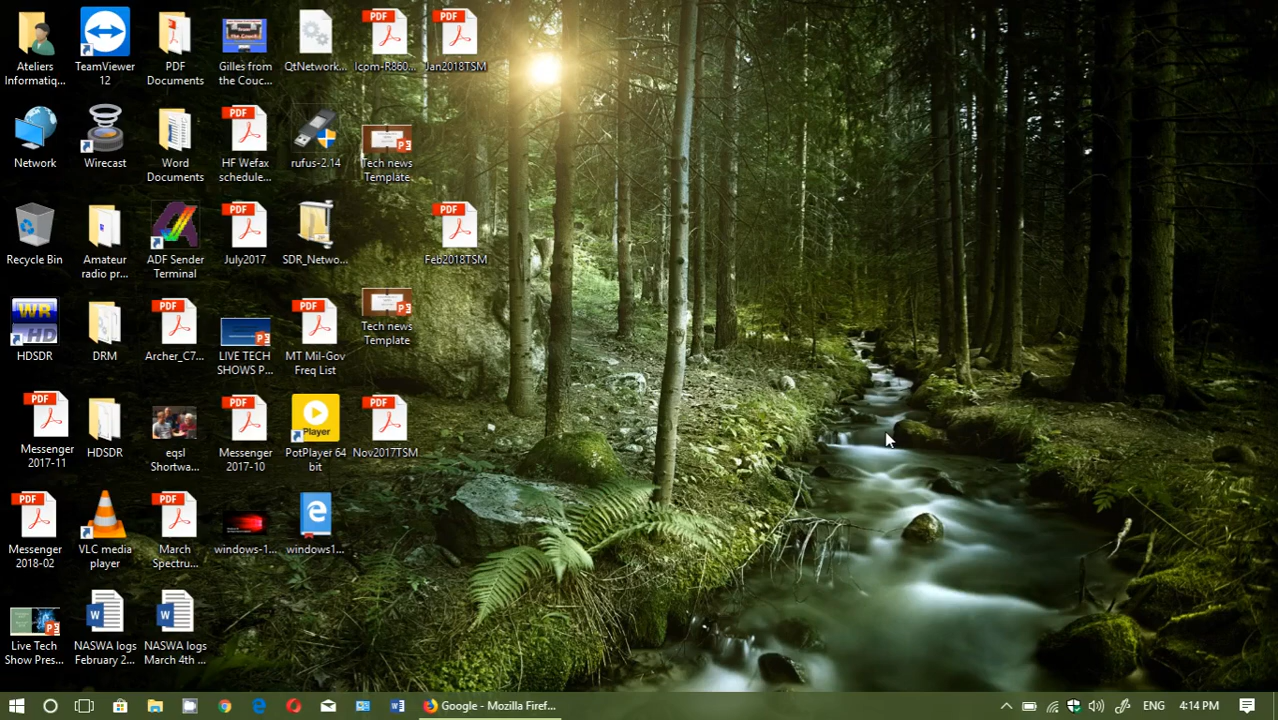 Ateliers
Informatiq...
TeamViewer
12
PDF
Documents
Gilles from
the Couc...
QtNetwork...
PDF
Icom-R860...
PDF
Jan2018TSM
Network
Wirecast
Word
Documents
PDF
HF Wefax
schedule...
rufus-2.14
Tech news
Template
Recycle Bin
Amateur
radio pr...
ADF Sender
Terminal
PDF
July2017
SDR_Netwo...
PDF
Feb2018TSM
WR
HD
HDSDR
DRM
PDF
Archer_C7...
LIVE TECH
SHOWS P...
PDF
MT Mil-Gov
Freq List
Tech news
Template
PDF
Messenger
2017-11
HDSDR
eqsl
Shortwa...
PDF
Messenger
2017-10
Player
PotPlayer 64
bit
PDF
Nov2017TSM
PDF
Messenger
2018-02
VLC media
player
PDF
March
Spectru...
windows-1...
windows1...
Live Tech
Show Pres...
NASWA logs
February 2...
NASWA logs
March 4th ...
Google - Mozilla Firef...
ENG
4:14 PM